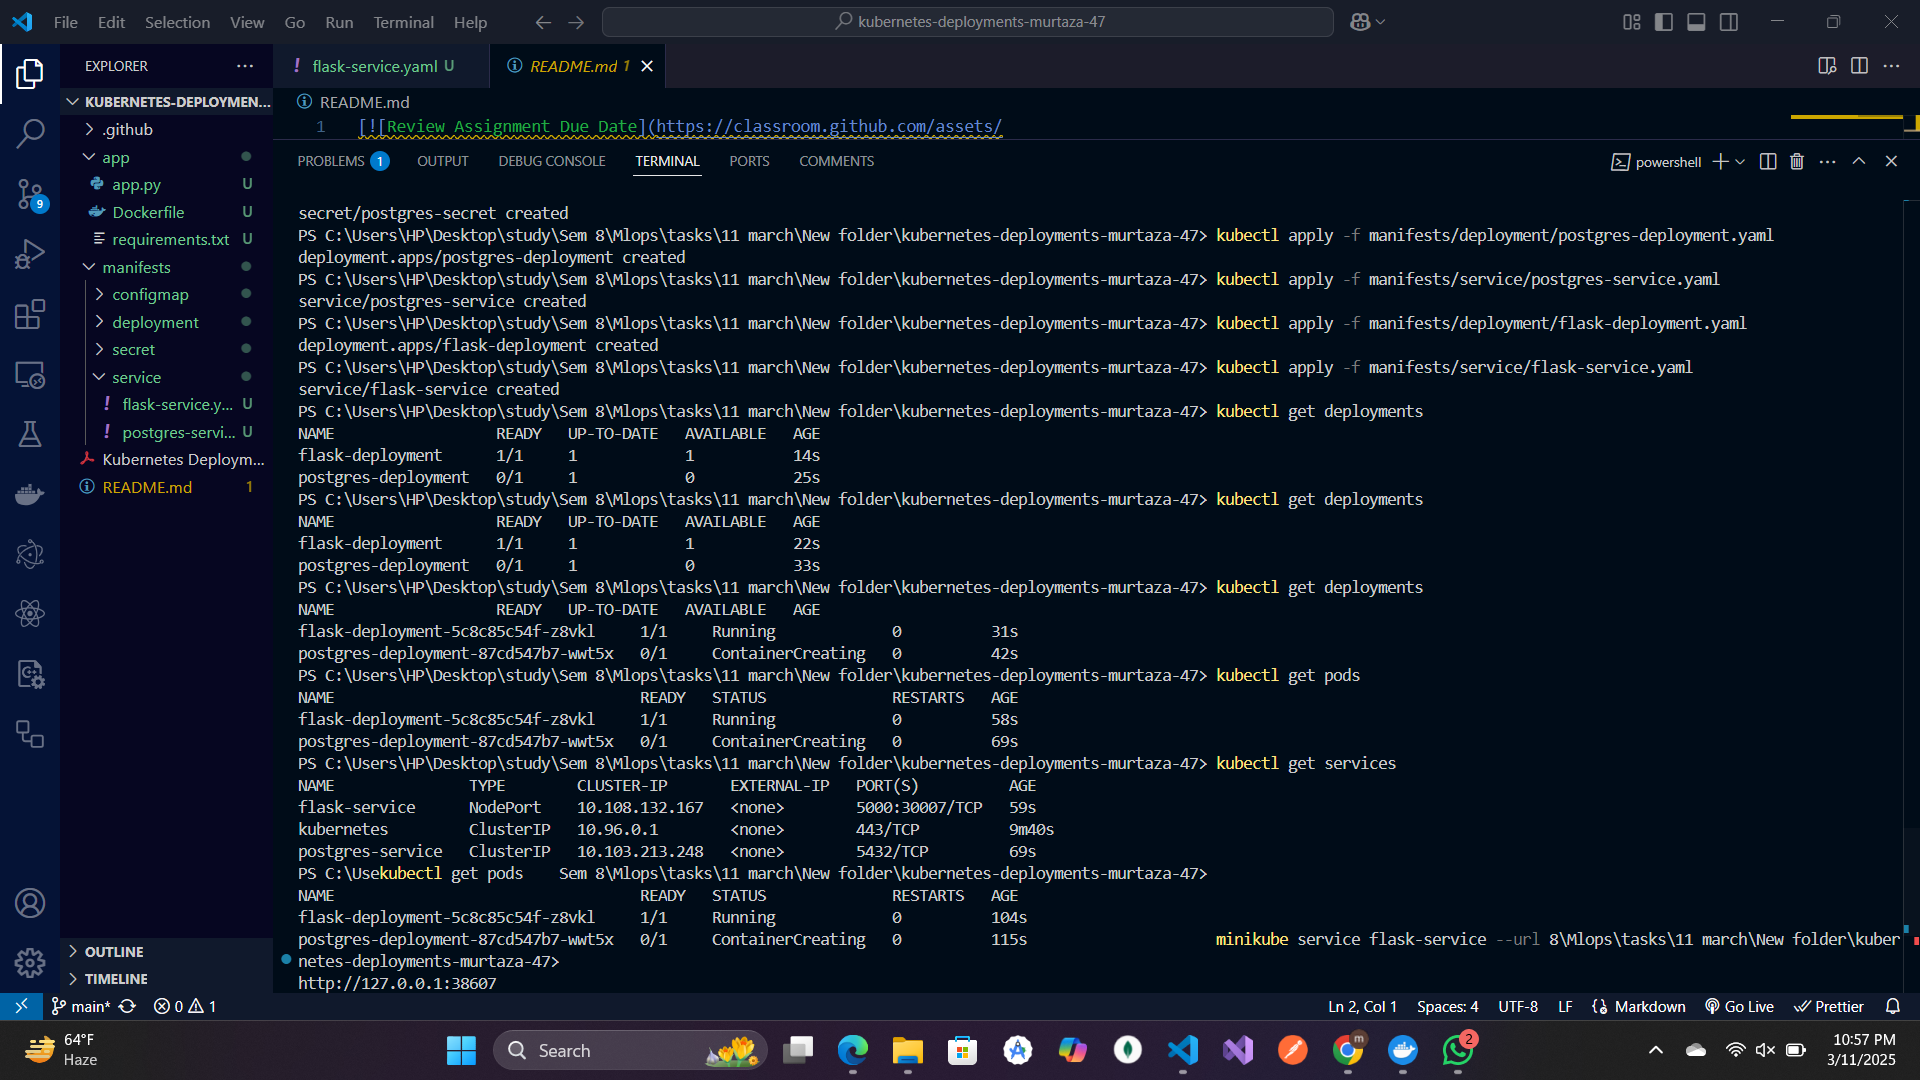 File Edit Selection View Go Run Terminal Help
kubernetes-deployments-murtaza-47
EXPLORER
KUBERNETES-DEPLOYMEN...
.github
app
app.py U
Dockerfile U
requirements.txt U
manifests
configmap
deployment
secret
service
flask-service.y... U
postgres-servi... U
Kubernetes Deploym...
README.md 1
OUTLINE
TIMELINE
9
flask-service.yaml U
README.md 1
README.md
1 [![Review Assignment Due Date](https://classroom.github.com/assets/
PROBLEMS 1 OUTPUT DEBUG CONSOLE TERMINAL PORTS COMMENTS
powershell
secret/postgres-secret created
PS C:\Users\HP\Desktop\study\Sem 8\Mlops\tasks\11 march\New folder\kubernetes-deployments-murtaza-47> kubectl apply -f manifests/deployment/postgres-deployment.yaml
deployment.apps/postgres-deployment created
PS C:\Users\HP\Desktop\study\Sem 8\Mlops\tasks\11 march\New folder\kubernetes-deployments-murtaza-47> kubectl apply -f manifests/service/postgres-service.yaml
service/postgres-service created
PS C:\Users\HP\Desktop\study\Sem 8\Mlops\tasks\11 march\New folder\kubernetes-deployments-murtaza-47> kubectl apply -f manifests/deployment/flask-deployment.yaml
deployment.apps/flask-deployment created
PS C:\Users\HP\Desktop\study\Sem 8\Mlops\tasks\11 march\New folder\kubernetes-deployments-murtaza-47> kubectl apply -f manifests/service/flask-service.yaml
service/flask-service created
PS C:\Users\HP\Desktop\study\Sem 8\Mlops\tasks\11 march\New folder\kubernetes-deployments-murtaza-47> kubectl get deployments
NAME READY UP-TO-DATE AVAILABLE AGE
flask-deployment 1/1 1 1 14s
postgres-deployment 0/1 1 0 25s
PS C:\Users\HP\Desktop\study\Sem 8\Mlops\tasks\11 march\New folder\kubernetes-deployments-murtaza-47> kubectl get deployments
NAME READY UP-TO-DATE AVAILABLE AGE
flask-deployment 1/1 1 1 22s
postgres-deployment 0/1 1 0 33s
PS C:\Users\HP\Desktop\study\Sem 8\Mlops\tasks\11 march\New folder\kubernetes-deployments-murtaza-47> kubectl get deployments
NAME READY UP-TO-DATE AVAILABLE AGE
flask-deployment-5c8c85c54f-z8vkl 1/1 Running 0 31s
postgres-deployment-87cd547b7-wwt5x 0/1 ContainerCreating 0 42s
PS C:\Users\HP\Desktop\study\Sem 8\Mlops\tasks\11 march\New folder\kubernetes-deployments-murtaza-47> kubectl get pods
NAME READY STATUS RESTARTS AGE
flask-deployment-5c8c85c54f-z8vkl 1/1 Running 0 58s
postgres-deployment-87cd547b7-wwt5x 0/1 ContainerCreating 0 69s
PS C:\Users\HP\Desktop\study\Sem 8\Mlops\tasks\11 march\New folder\kubernetes-deployments-murtaza-47> kubectl get services
NAME TYPE CLUSTER-IP EXTERNAL-IP PORT(S) AGE
flask-service NodePort 10.108.132.167 <none> 5000:30007/TCP 59s
kubernetes ClusterIP 10.96.0.1 <none> 443/TCP 9m40s
postgres-service ClusterIP 10.103.213.248 <none> 5432/TCP 69s
PS C:\Usekubectl get pods Sem 8\Mlops\tasks\11 march\New folder\kubernetes-deployments-murtaza-47>
NAME READY STATUS RESTARTS AGE
flask-deployment-5c8c85c54f-z8vkl 1/1 Running 0 104s
postgres-deployment-87cd547b7-wwt5x 0/1 ContainerCreating 0 115s minikube service flask-service --url 8\Mlops\tasks\11 march\New folder\kuber
netes-deployments-murtaza-47>
http://127.0.0.1:38607
main* 0 1 Ln 2, Col 1 Spaces: 4 UTF-8 LF Markdown Go Live Prettier
64°F
Haze
Search
m
2
10:57 PM
3/11/2025